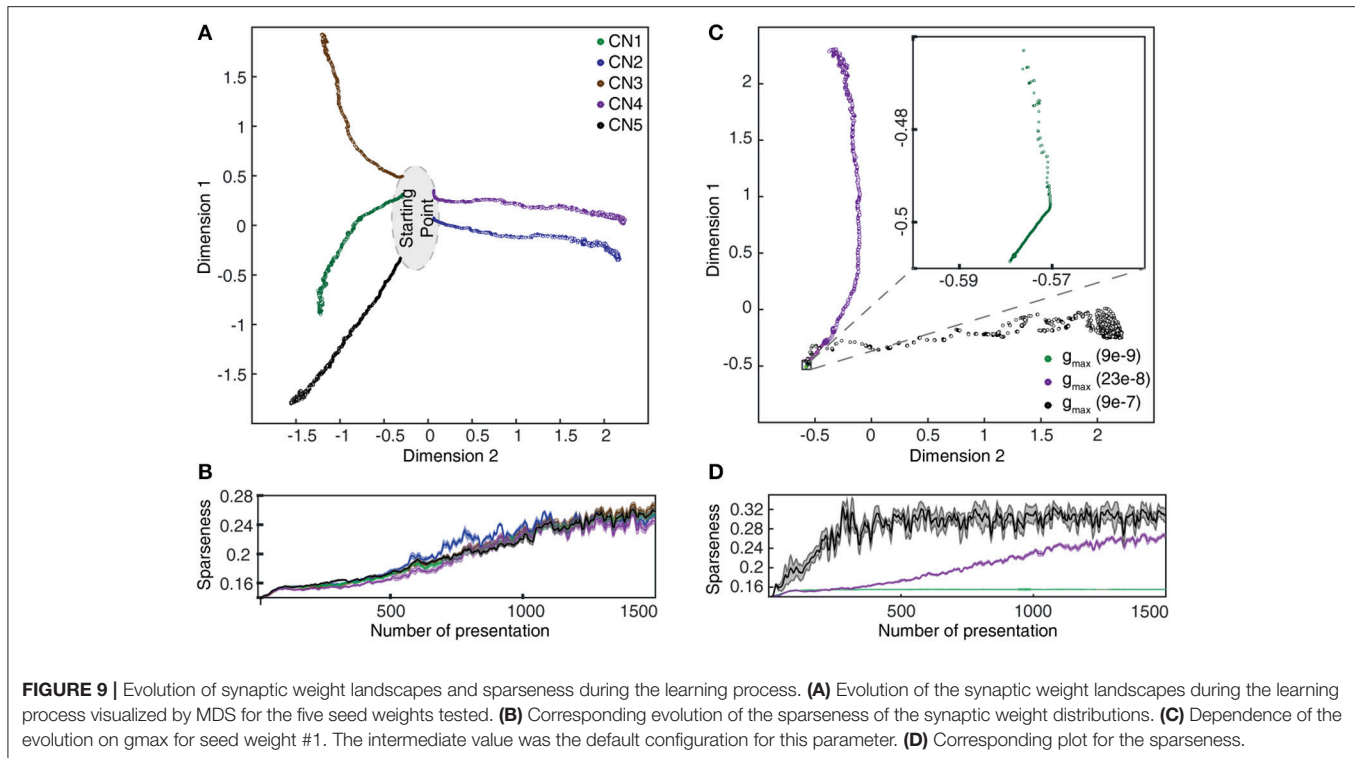 A
CN1
CN2
CN3
CN4
CN5
1.5
1
0.5
0
-0.5
-1
-1.5
Dimension 1
Starting
Point
-1.5 -1 -0.5 0 0.5 1 1.5 2
Dimension 2
C
2
1.5
1
0.5
0
-0.5
Dimension 1
-0.48
-0.5
-0.59 -0.57
gmax (9e-9)
gmax (23e-8)
gmax (9e-7)
-0.5 0 0.5 1 1.5 2
Dimension 2
B
0.28
0.24
0.2
0.16
Sparseness
500 1000 1500
Number of presentation
D
0.32
0.28
0.24
0.2
0.16
Sparseness
500 1000 1500
Number of presentation
FIGURE 9 | Evolution of synaptic weight landscapes and sparseness during the learning process. (A) Evolution of the synaptic weight landscapes during the learning
process visualized by MDS for the five seed weights tested. (B) Corresponding evolution of the sparseness of the synaptic weight distributions. (C) Dependence of the
evolution on gmax for seed weight #1. The intermediate value was the default configuration for this parameter. (D) Corresponding plot for the sparseness.